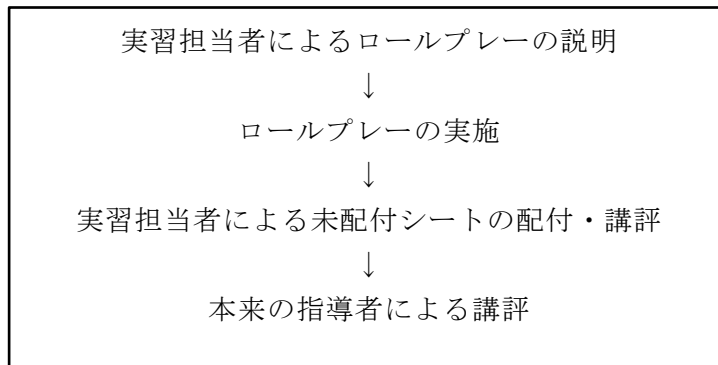 実習担当者によるロールプレーの説明
↓
ロールプレーの実施
↓
実習担当者による未配付シートの配付・講評
↓
本来の指導者による講評